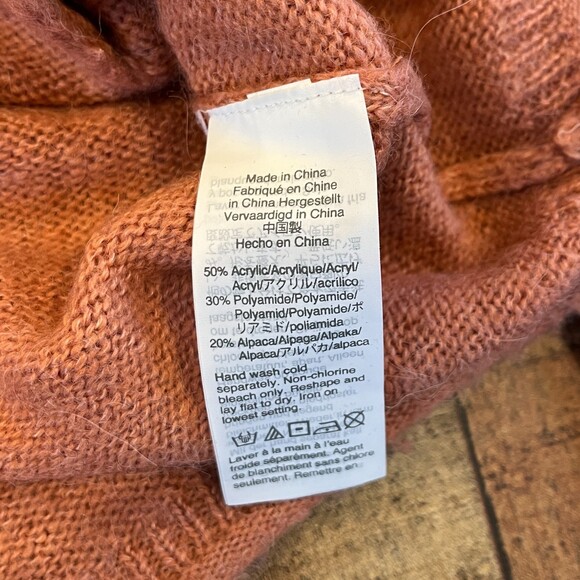 Made in China
Fabriqué en Chine
in China Hergestellt
Vervaardigd in China
中国製
Hecho en China
50% Acrylic/Acrylique/Acryl/
Acryl/アクリル/acrilico
30% Polyamide/Polyamide/
Polyamid/Polyamide/ポ
リアミド/poliamida
20% Alpaca/Alpaga/Alpaka/
Alpaca/アルパカ/alpaca
Hand wash cold
separately. Non-chlorine
bleach only. Reshape and
lay flat to dry. Iron on
lowest setting.
Laver à la main à l'eau
froide séparément. Agent
de blanchiment sans chlore
seulement. Remettre en